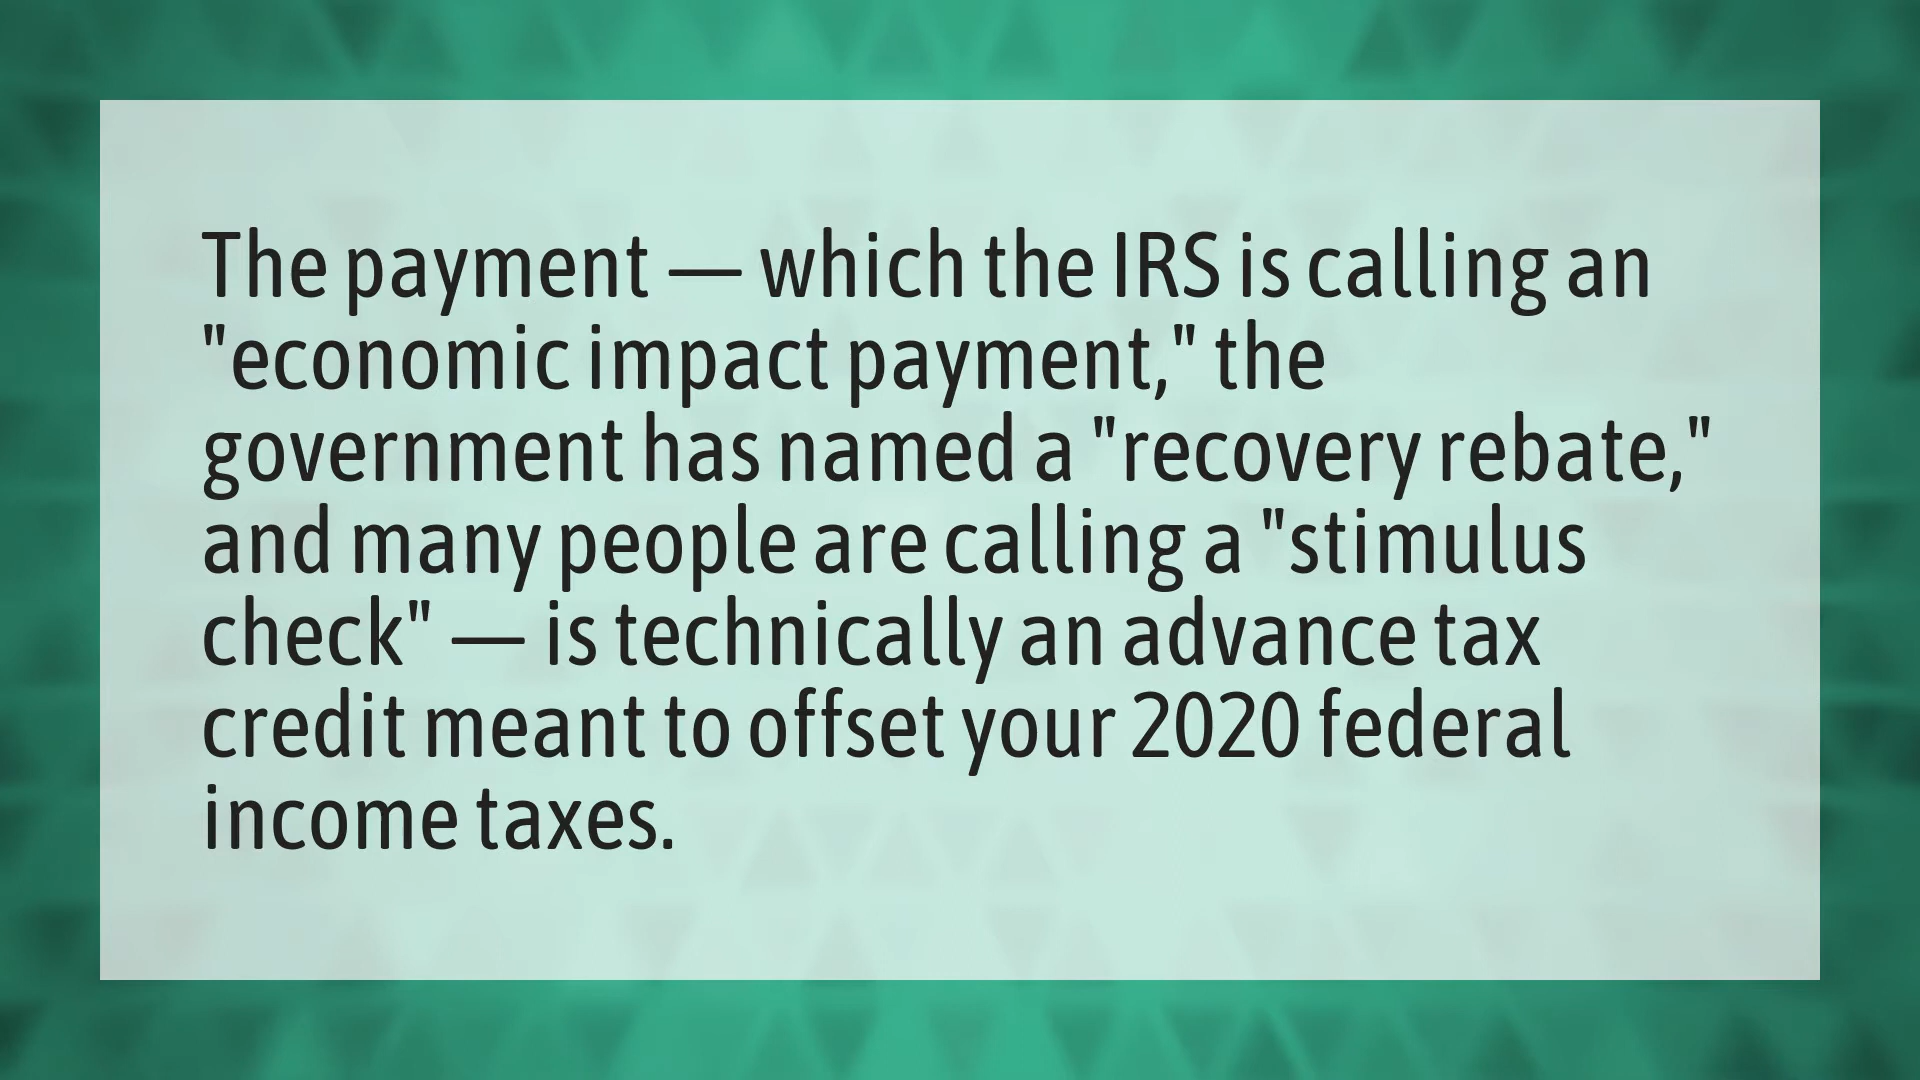 The payment — which the IRS is calling an
"economic impact payment," the
government has named a "recovery rebate,"
and many people are calling a "stimulus
check" — is technically an advance tax
credit meant to offset your 2020 federal
income taxes.